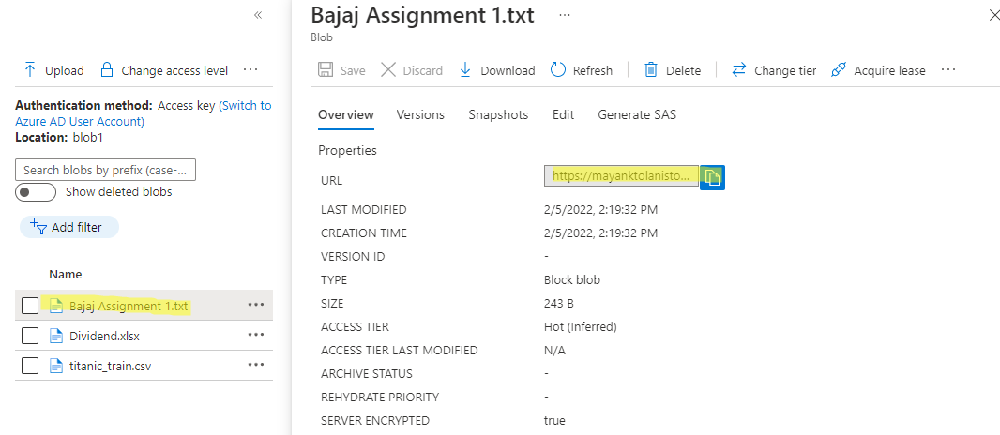 «
Upload Change access level ...
Authentication method: Access key (Switch to
Azure AD User Account)
Location: blob1
Search blobs by prefix (case-...
Show deleted blobs
Add filter
Name
Bajaj Assignment 1.txt ...
Dividend.xlsx ...
titanic_train.csv ...
Bajaj Assignment 1.txt ...
Blob
Save Discard Download Refresh Delete Change tier Acquire lease ...
Overview Versions Snapshots Edit Generate SAS
Properties
URL https://mayanktolanisto...
LAST MODIFIED 2/5/2022, 2:19:32 PM
CREATION TIME 2/5/2022, 2:19:32 PM
VERSION ID -
TYPE Block blob
SIZE 243 B
ACCESS TIER Hot (Inferred)
ACCESS TIER LAST MODIFIED N/A
ARCHIVE STATUS -
REHYDRATE PRIORITY -
SERVER ENCRYPTED true